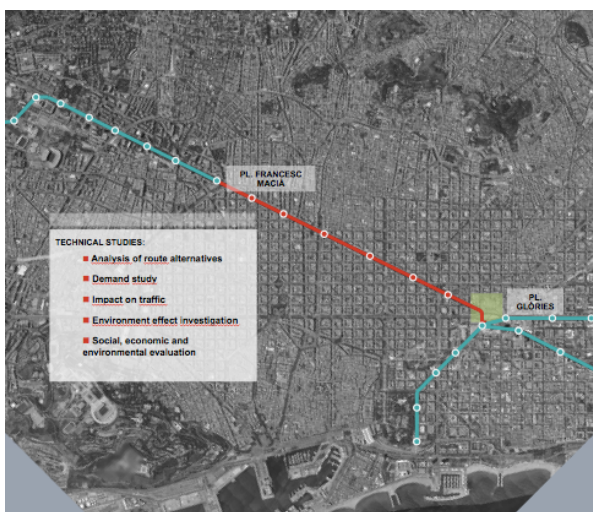 PL. FRANCESC
MACIÀ
TECHNICAL STUDIES:
Analysis of route alternatives
Demand study
Impact on traffic
Environment effect investigation
Social, economic and
environmental evaluation
PL.
GLÒRIES